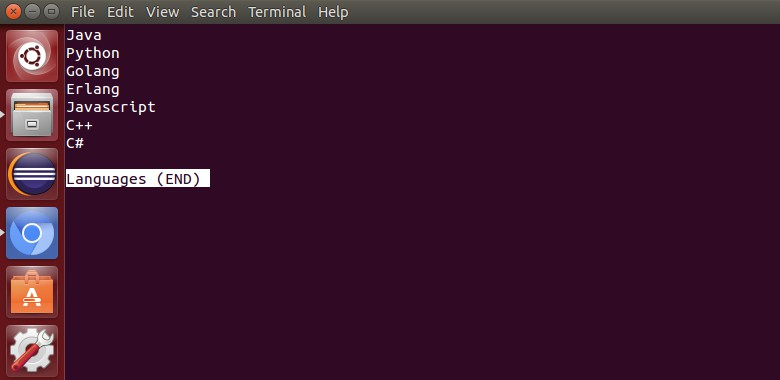 File Edit View Search Terminal Help
Java
Python
Golang
Erlang
Javascript
C++
C#
Languages (END)